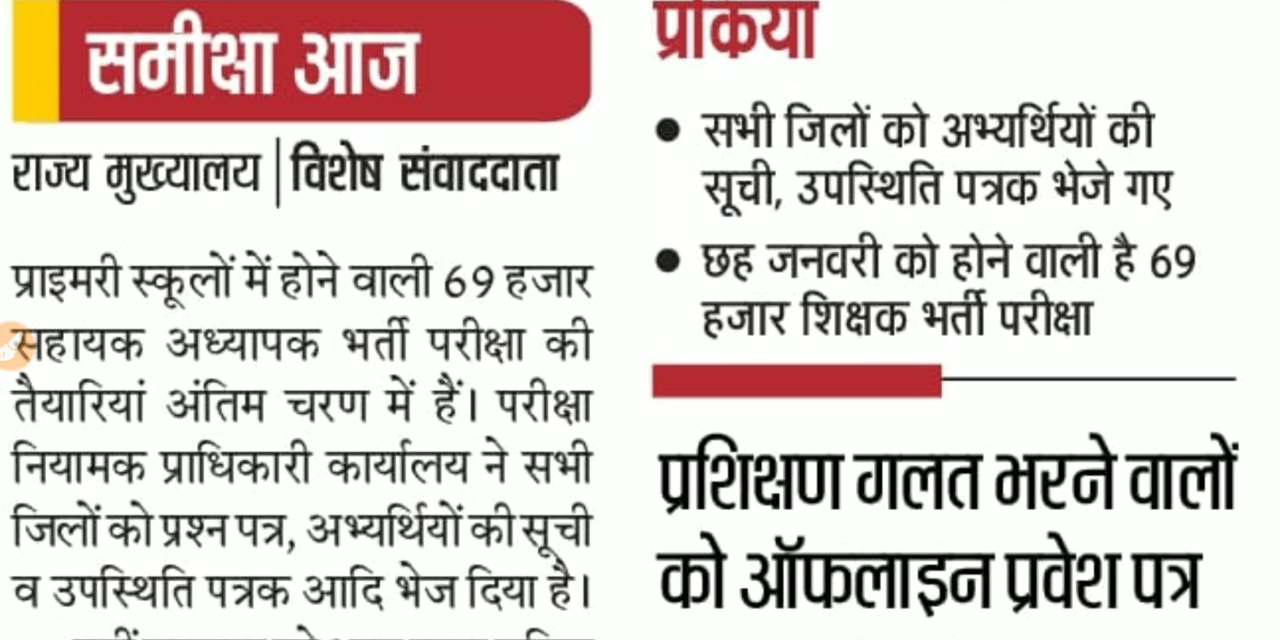 समीक्षा आज
राज्य मुख्यालय | विशेष संवाददाता
प्राइमरी स्कूलों में होने वाली 69 हजार
सहायक अध्यापक भर्ती परीक्षा की
तैयारियां अंतिम चरण में हैं। परीक्षा
नियामक प्राधिकारी कार्यालय ने सभी
जिलों को प्रश्न पत्र, अभ्यर्थियों की सूची
व उपस्थिति पत्रक आदि भेज दिया है।
प्रक्रिया
● सभी जिलों को अभ्यर्थियों की
सूची, उपस्थिति पत्रक भेजे गए
● छह जनवरी को होने वाली है 69
हजार शिक्षक भर्ती परीक्षा
प्रशिक्षण गलत भरने वालों
को ऑफलाइन प्रवेश पत्र